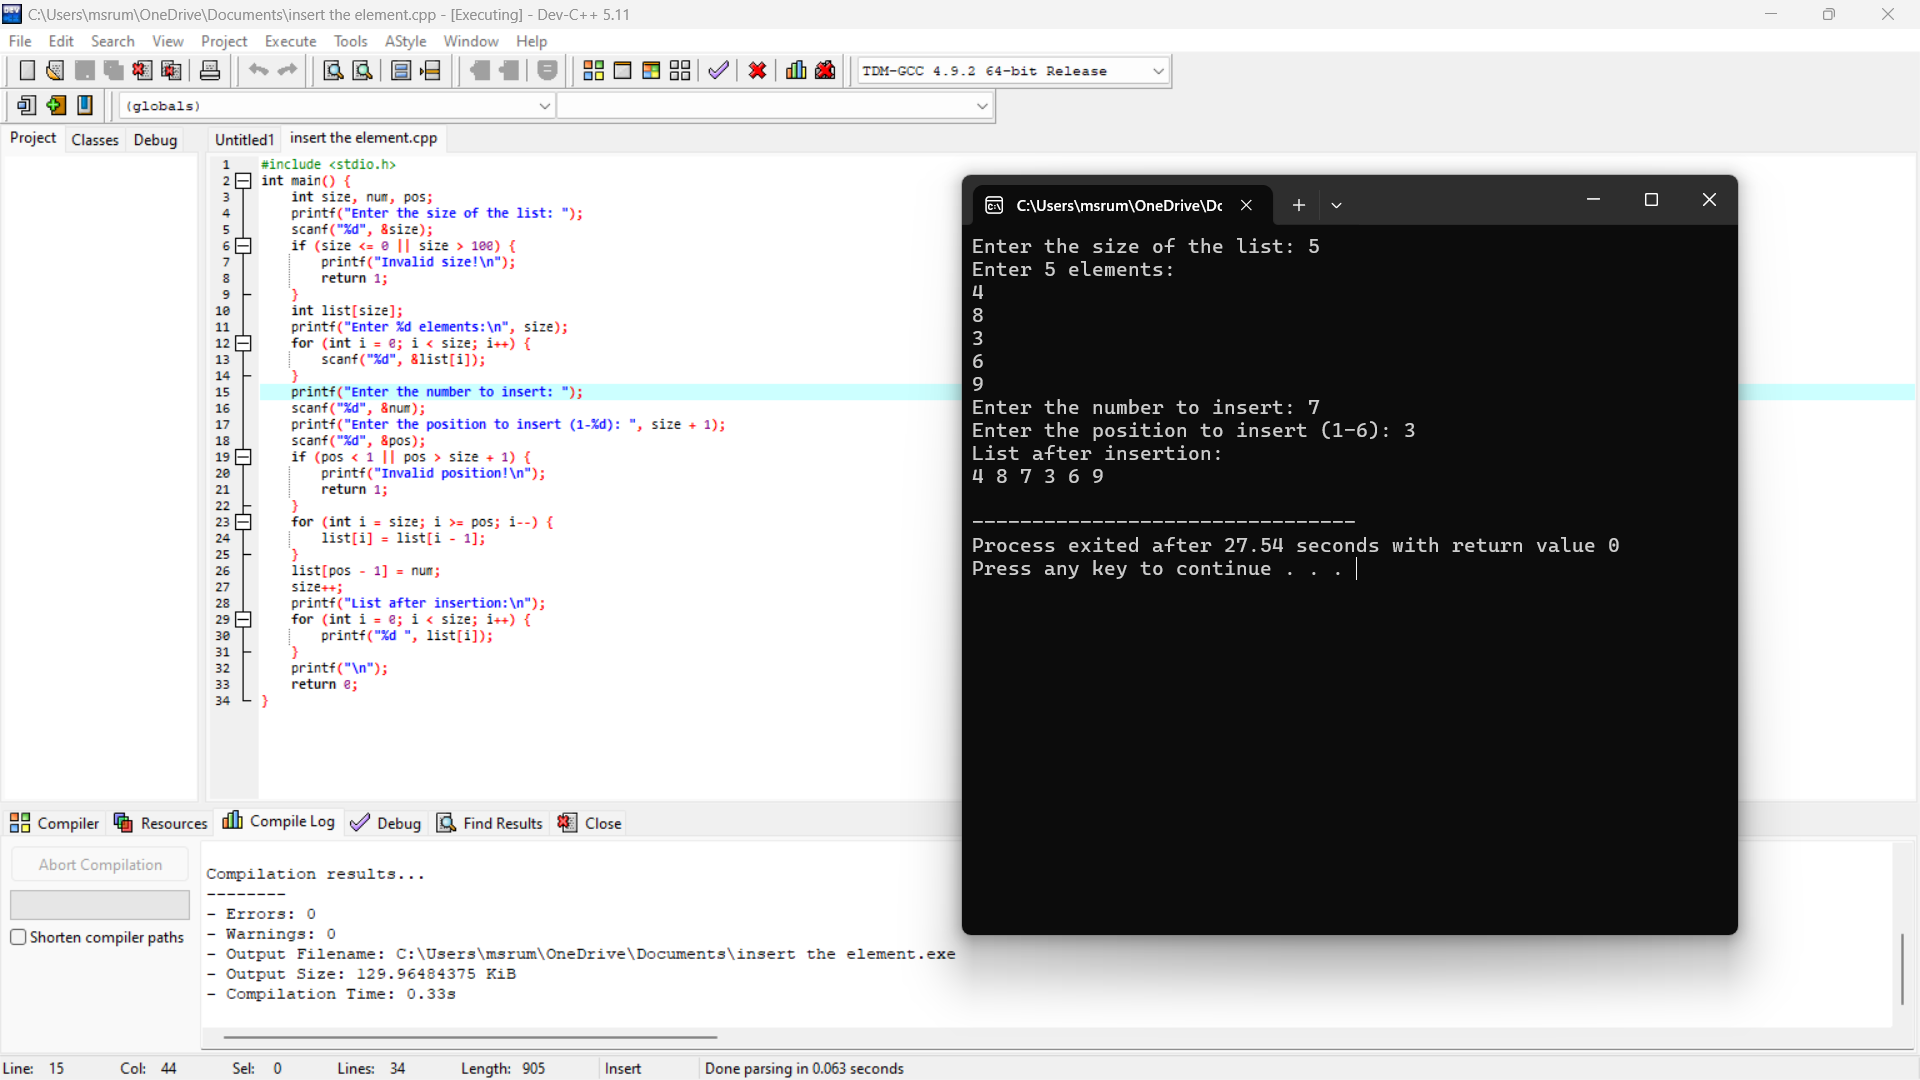 C:\Users\msrum\OneDrive\Documents\insert the element.cpp - [Executing] - Dev-C++ 5.11
File Edit Search View Project Execute Tools AStyle Window Help
TDM-GCC 4.9.2 64-bit Release
(globals)
Project Classes Debug Untitled1 insert the element.cpp
1 #include <stdio.h>
2 int main() {
3 int size, num, pos;
4 printf("Enter the size of the list: ");
5 scanf("%d", &size);
6 if (size <= 0 || size > 100) {
7 printf("Invalid size!\n");
8 return 1;
9 }
10 int list[size];
11 printf("Enter %d elements:\n", size);
12 for (int i = 0; i < size; i++) {
13 scanf("%d", &list[i]);
14 }
15 printf("Enter the number to insert: ");
16 scanf("%d", &num);
17 printf("Enter the position to insert (1-%d): ", size + 1);
18 scanf("%d", &pos);
19 if (pos < 1 || pos > size + 1) {
20 printf("Invalid position!\n");
21 return 1;
22 }
23 for (int i = size; i >= pos; i--) {
24 list[i] = list[i - 1];
25 }
26 list[pos - 1] = num;
27 size++;
28 printf("List after insertion:\n");
29 for (int i = 0; i < size; i++) {
30 printf("%d ", list[i]);
31 }
32 printf("\n");
33 return 0;
34 }
C:\Users\msrum\OneDrive\Dc
Enter the size of the list: 5
Enter 5 elements:
4
8
3
6
9
Enter the number to insert: 7
Enter the position to insert (1-6): 3
List after insertion:
4 8 7 3 6 9
--------------------------------
Process exited after 27.54 seconds with return value 0
Press any key to continue . . .
Compiler Resources Compile Log Debug Find Results Close
Abort Compilation
Shorten compiler paths
Compilation results...
--------
- Errors: 0
- Warnings: 0
- Output Filename: C:\Users\msrum\OneDrive\Documents\insert the element.exe
- Output Size: 129.96484375 KiB
- Compilation Time: 0.33s
Line: 15 Col: 44 Sel: 0 Lines: 34 Length: 905 Insert Done parsing in 0.063 seconds